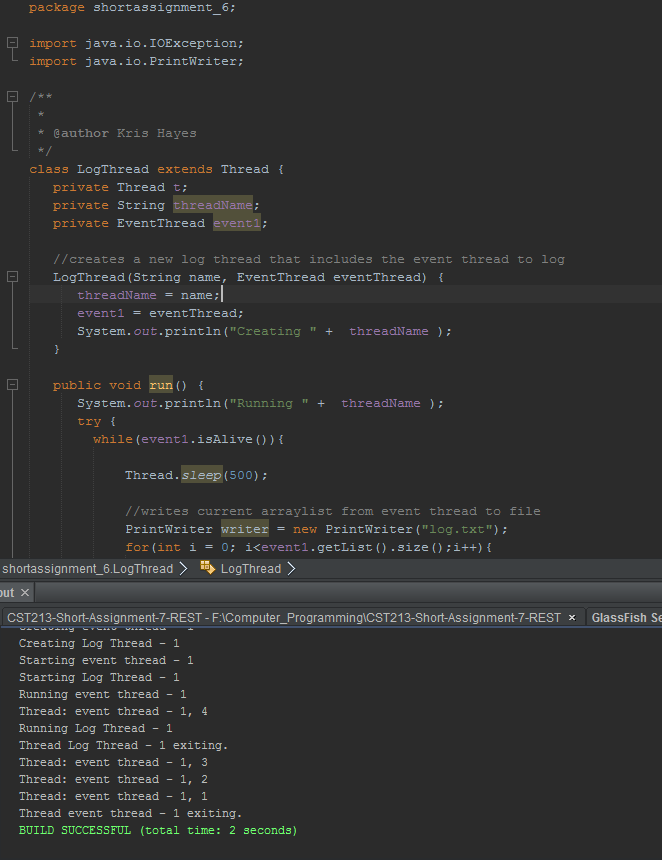 package shortassignment_6;
import java.io.IOException;
import java.io.PrintWriter;
/**
*
* @author Kris Hayes
*/
class LogThread extends Thread {
private Thread t;
private String threadName;
private EventThread event1;
//creates a new log thread that includes the event thread to log
LogThread(String name, EventThread eventThread) {
threadName = name;
event1 = eventThread;
System.out.println("Creating " +  threadName );
}
public void run() {
System.out.println("Running " +  threadName );
try {
while(event1.isAlive()){
Thread.sleep(500);
//writes current arraylist from event thread to file
PrintWriter writer = new PrintWriter("log.txt");
for(int i = 0; i<event1.getList().size();i++){
shortassignment_6.LogThread > LogThread >
out ×
CST213-Short-Assignment-7-REST - F:\Computer_Programming\CST213-Short-Assignment-7-REST × GlassFish Se
Creating event thread - 1
Creating Log Thread - 1
Starting event thread - 1
Starting Log Thread - 1
Running event thread - 1
Thread: event thread - 1, 4
Running Log Thread - 1
Thread Log Thread - 1 exiting.
Thread: event thread - 1, 3
Thread: event thread - 1, 2
Thread: event thread - 1, 1
Thread event thread - 1 exiting.
BUILD SUCCESSFUL (total time: 2 seconds)